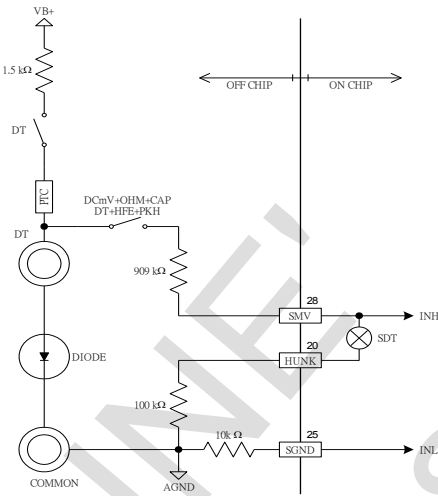 VB+
1.5 kΩ
OFF CHIP
ON CHIP
DT
PTC
DCmV+OHM+CAP
DT+HFE+PKH
DT
909 kΩ
28
SMV
INH
SDT
20
HUNK
DIODE
100 kΩ
10k Ω
25
SGND
INL
COMMON
AGND